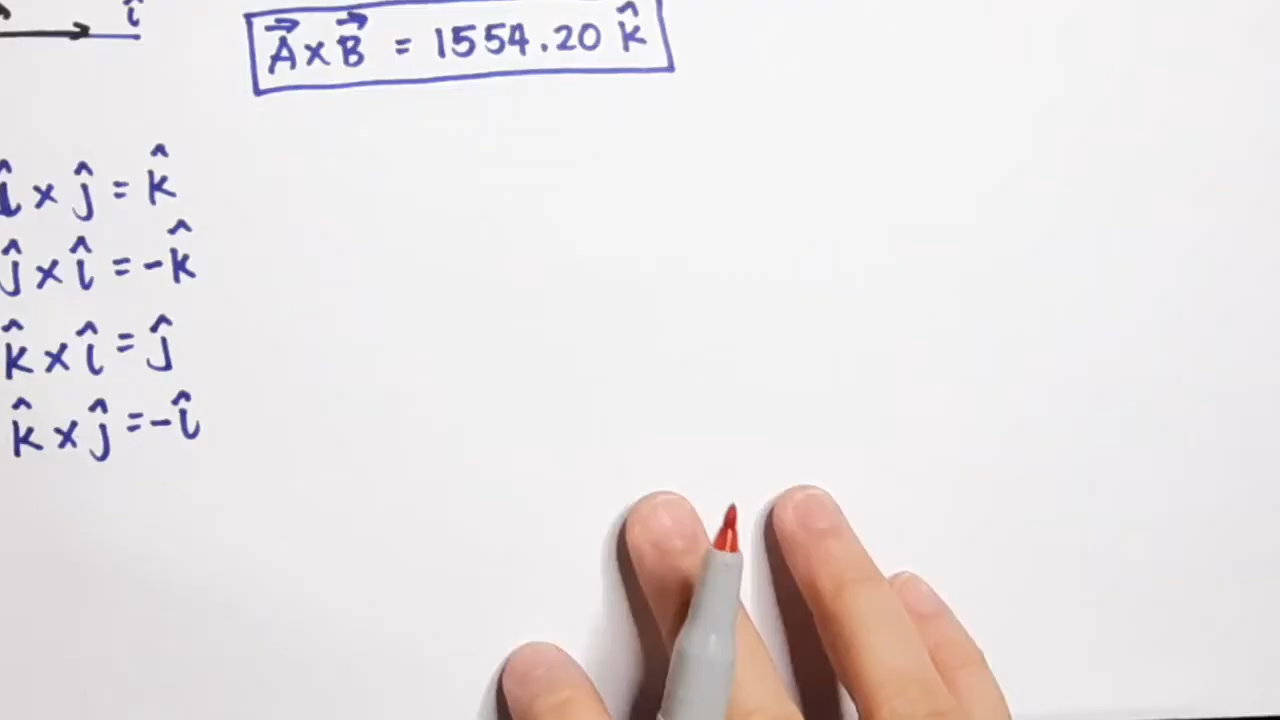 î
A⃗ x B⃗ = 1554.20 k̂
î x ĵ = k̂
ĵ x î = -k̂
k̂ x î = ĵ
k̂ x ĵ = -î